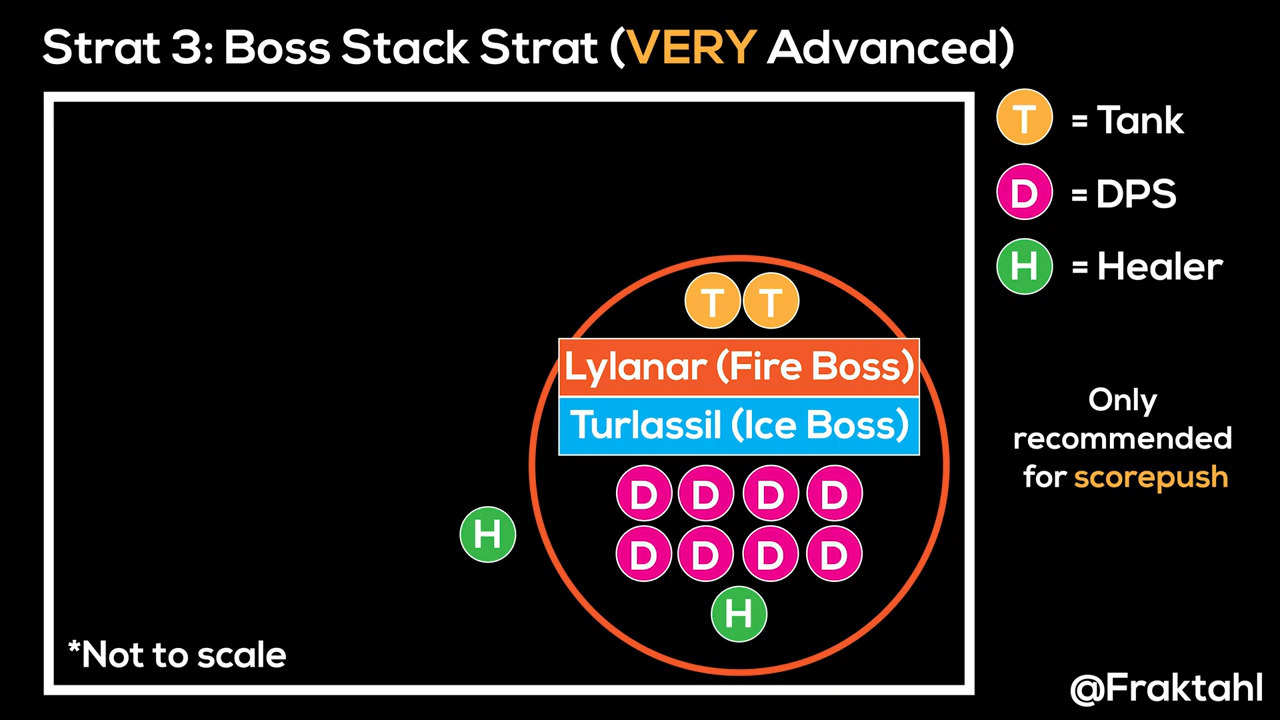 Strat 3: Boss Stack Strat (VERY Advanced)
T = Tank
D = DPS
H = Healer
T T
Lylanar (Fire Boss)
Turlassil (Ice Boss)
D D D D
D D D D
H
H
Only
recommended
for scorepush
*Not to scale
@Fraktahl